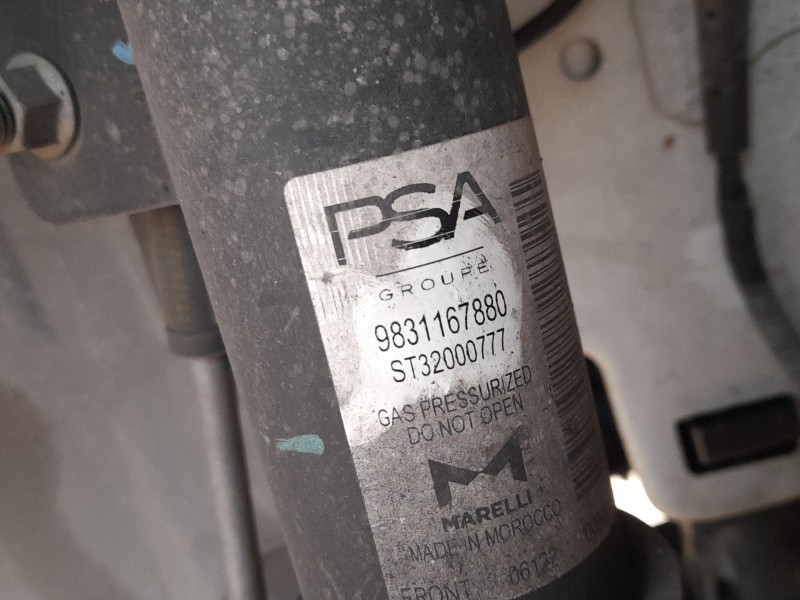 PSA
GROUPE
9831167880
ST32000777
GAS PRESSURIZED
DO NOT OPEN
MARELLI
MADE IN MOROCCO
FRONT 06122